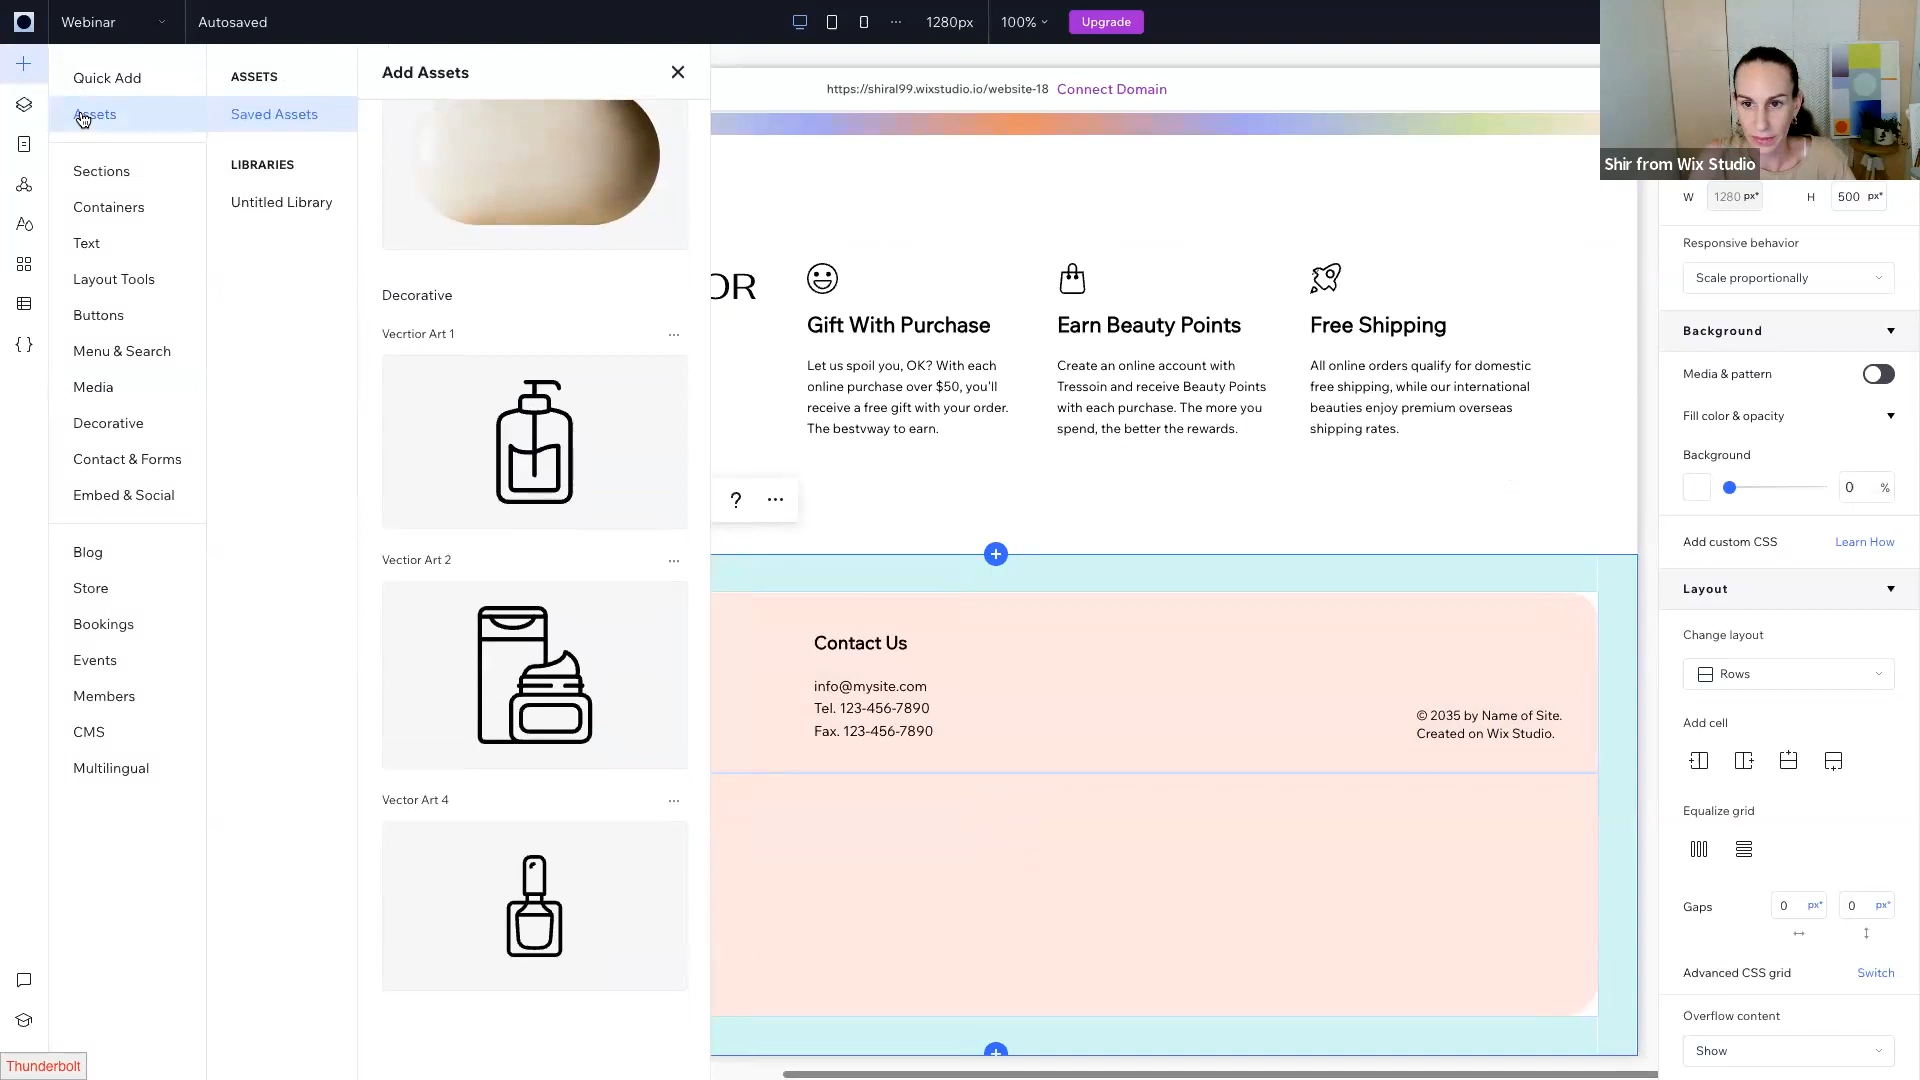 Webinar
Autosaved
1280px
100%
Upgrade
Quick Add
Assets
Sections
Containers
Text
Layout Tools
Buttons
Menu & Search
Media
Decorative
Contact & Forms
Embed & Social
Blog
Store
Bookings
Events
Members
CMS
Multilingual
Thunderbolt
ASSETS
Saved Assets
LIBRARIES
Untitled Library
Add Assets
Decorative
Vecrtior Art 1
Vectior Art 2
Vector Art 4
https://shiral99.wixstudio.io/website-18 Connect Domain
OR
Gift With Purchase
Let us spoil you, OK? With each
online purchase over $50, you'll
receive a free gift with your order.
The bestvway to earn.
Earn Beauty Points
Create an online account with
Tressoin and receive Beauty Points
with each purchase. The more you
spend, the better the rewards.
Free Shipping
All online orders qualify for domestic
free shipping, while our international
beauties enjoy premium overseas
shipping rates.
?
Contact Us
info@mysite.com
Tel. 123-456-7890
Fax. 123-456-7890
© 2035 by Name of Site.
Created on Wix Studio.
Shir from Wix Studio
W 1280 px* H 500 px*
Responsive behavior
Scale proportionally
Background
Media & pattern
Fill color & opacity
Background
0 %
Add custom CSS Learn How
Layout
Change layout
Rows
Add cell
Equalize grid
Gaps 0 px* 0 px*
Advanced CSS grid Switch
Overflow content
Show